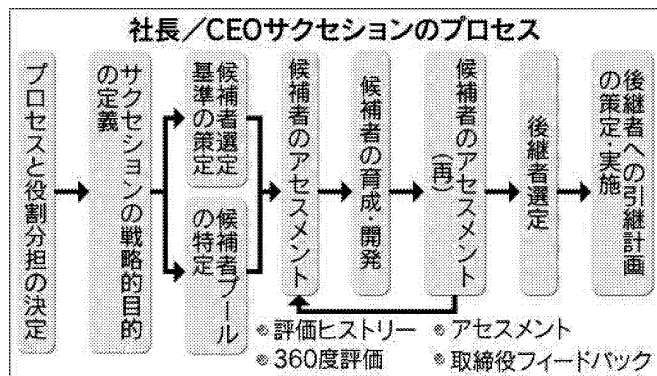 社長/CEOサクセションのプロセス
プロセスと役割分担の決定
サクセションの戦略的目的
の定義
候補者選定
基準の策定
候補者プール
の特定
候補者のアセスメント
候補者の育成・開発
候補者のアセスメント
(再)
後継者選定
後継者への引継計画
の策定・実施
評価ヒストリー
アセスメント
360度評価
取締役フィードバック